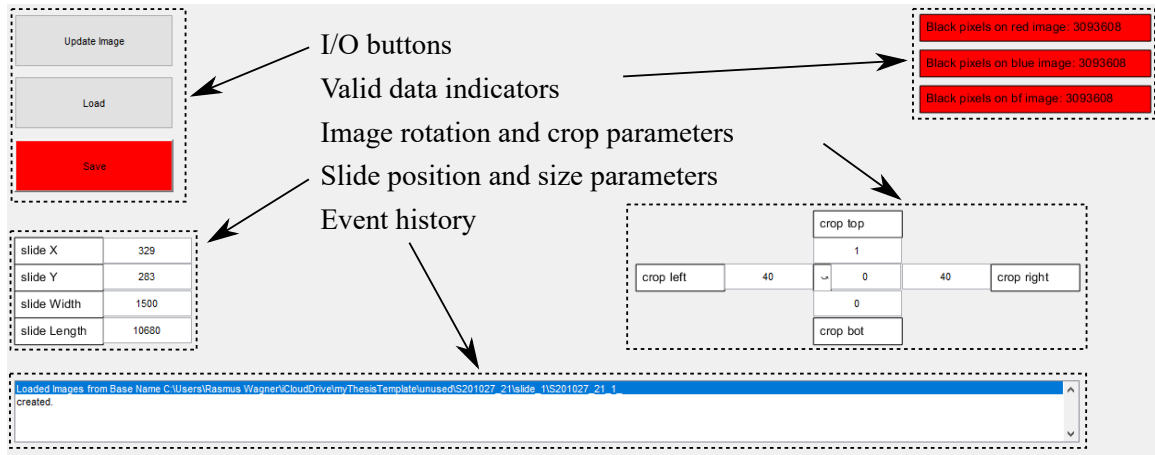 Update Image
Load
Save
I/O buttons
Valid data indicators
Image rotation and crop parameters
Slide position and size parameters
Event history
Black pixels on red image: 3093608
Black pixels on blue image: 3093608
Black pixels on bf image: 3093608
slide X 329
slide Y 283
slide Width 1500
slide Length 10680
crop top
1
crop left 40 0 40 crop right
0
crop bot
Loaded Images from Base Name C:\Users\Rasmus Wagner\iCloudDrive\myThesisTemplate\unused\S201027_21\slide_1\S201027_21_1_
created.